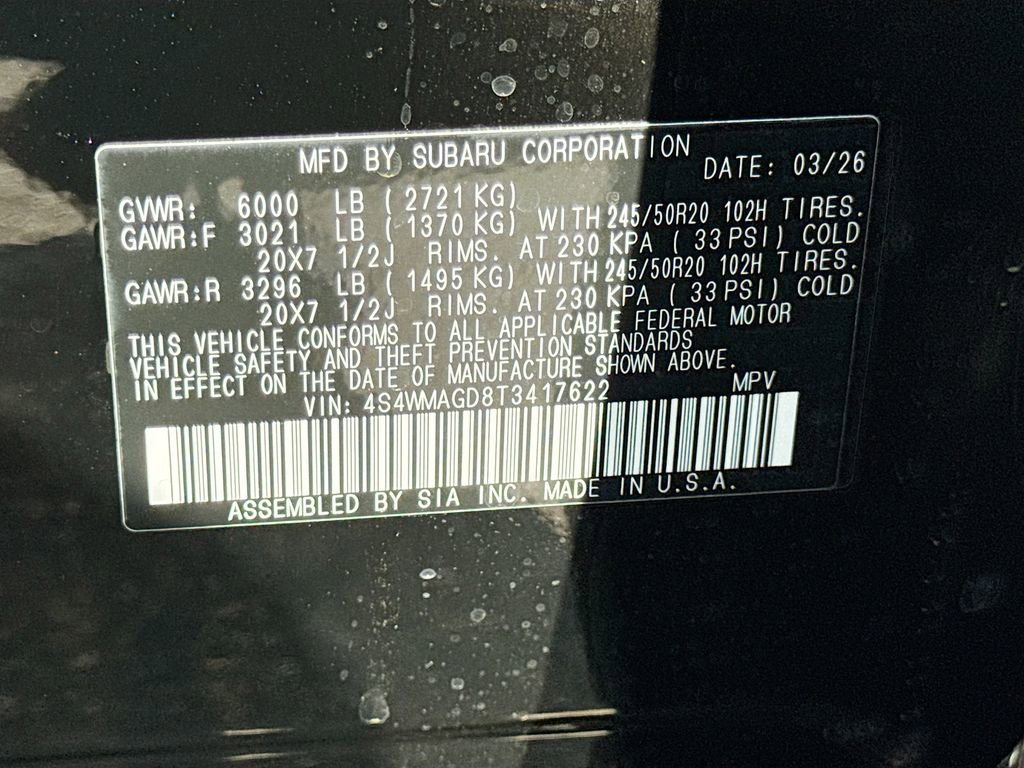 MFD BY SUBARU CORPORATION
DATE: 03/26
GVWR: 6000 LB ( 2721 KG)
GAWR:F 3021 LB ( 1370 KG) WITH 245/50R20 102H TIRES.
20X7 1/2J RIMS. AT 230 KPA ( 33 PSI) COLD
GAWR:R 3296 LB ( 1495 KG) WITH 245/50R20 102H TIRES.
20X7 1/2J RIMS. AT 230 KPA ( 33 PSI) COLD
THIS VEHICLE CONFORMS TO ALL APPLICABLE FEDERAL MOTOR
VEHICLE SAFETY AND THEFT PREVENTION STANDARDS
IN EFFECT ON THE DATE OF MANUFACTURE SHOWN ABOVE.
VIN: 4S4WMAGD8T3417622 MPV
ASSEMBLED BY SIA INC. MADE IN U.S.A.